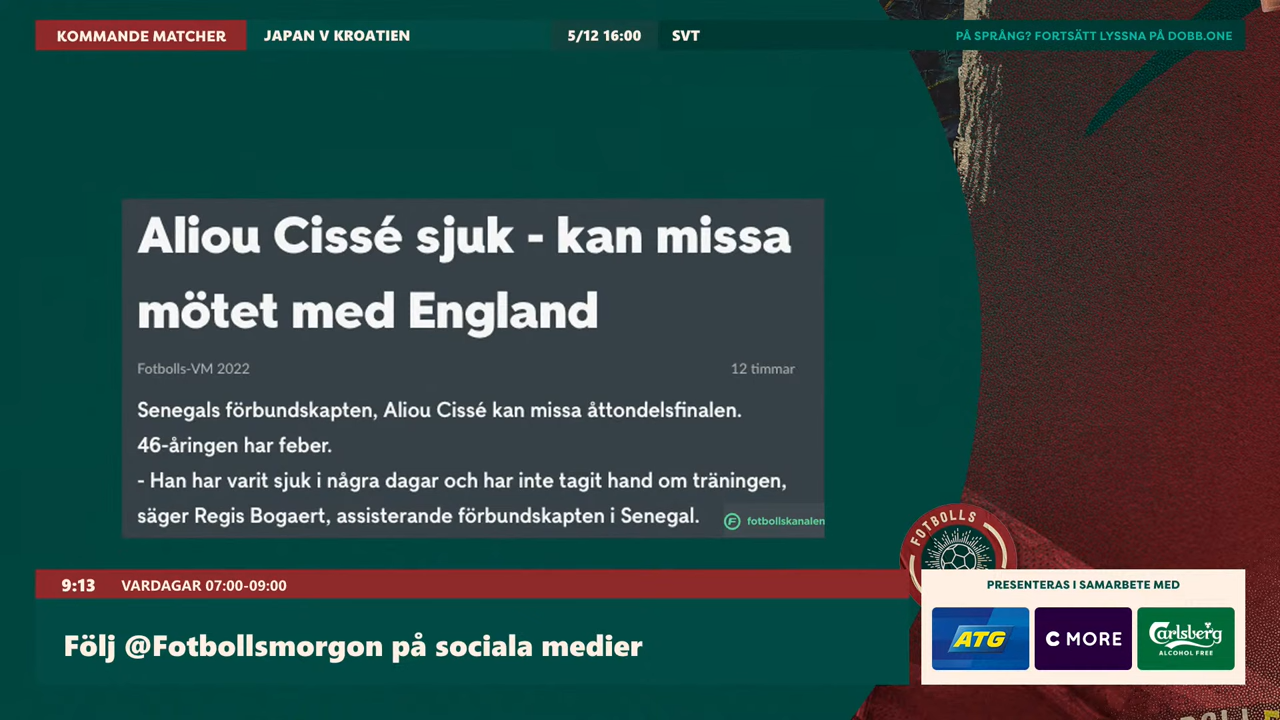 KOMMANDE MATCHER JAPAN V KROATIEN 5/12 16:00 SVT PÅ SPRÅNG? FORTSÄTT LYSSNA PÅ DOBB.ONE
Aliou Cissé sjuk - kan missa
mötet med England
Fotbolls-VM 2022 12 timmar
Senegals förbundskapten, Aliou Cissé kan missa åttondelsfinalen.
46-åringen har feber.
- Han har varit sjuk i några dagar och har inte tagit hand om träningen,
säger Regis Bogaert, assisterande förbundskapten i Senegal.
fotbollskanalen
FOTBOLLS
9:13 VARDAGAR 07:00-09:00
Följ @Fotbollsmorgon på sociala medier
PRESENTERAS I SAMARBETE MED
ATG
C MORE
Carlsberg
ALCOHOL FREE